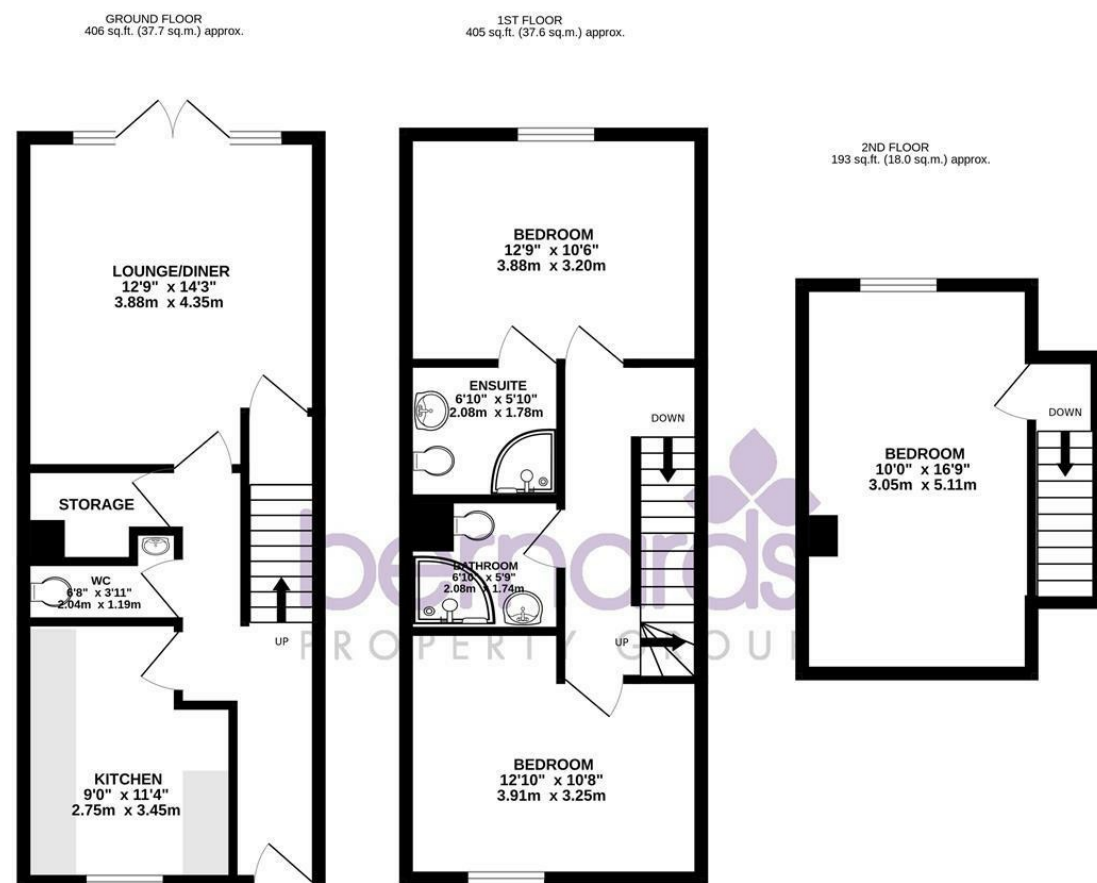 GROUND FLOOR
406 sq.ft. (37.7 sq.m.) approx.
LOUNGE/DINER
12'9" x 14'3"
3.88m x 4.35m
STORAGE
WC
6'8" x 3'11"
2.04m x 1.19m
UP
KITCHEN
9'0" x 11'4"
2.75m x 3.45m
1ST FLOOR
405 sq.ft. (37.6 sq.m.) approx.
BEDROOM
12'9" x 10'6"
3.88m x 3.20m
ENSUITE
6'10" x 5'10"
2.08m x 1.78m
DOWN
BATHROOM
6'10" x 5'9"
2.08m x 1.74m
UP
BEDROOM
12'10" x 10'8"
3.91m x 3.25m
2ND FLOOR
193 sq.ft. (18.0 sq.m.) approx.
BEDROOM
10'0" x 16'9"
3.05m x 5.11m
DOWN
bernards
PROPERTY GROUP